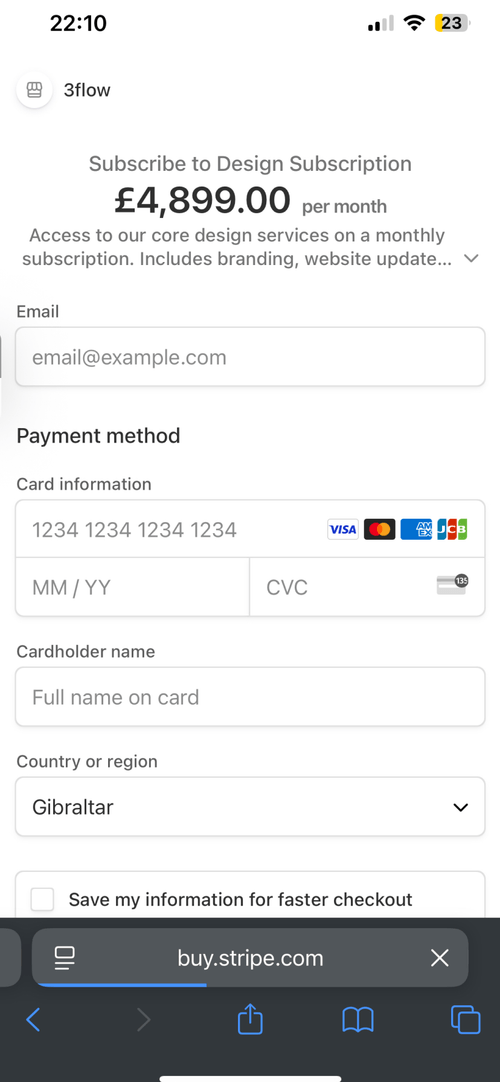 22:10
23
3flow
Subscribe to Design Subscription
£4,899.00 per month
Access to our core design services on a monthly
subscription. Includes branding, website update...
Email
email@example.com
Payment method
Card information
1234 1234 1234 1234
VISA
AM EX
JCB
MM / YY
CVC
135
Cardholder name
Full name on card
Country or region
Gibraltar
Save my information for faster checkout
buy.stripe.com